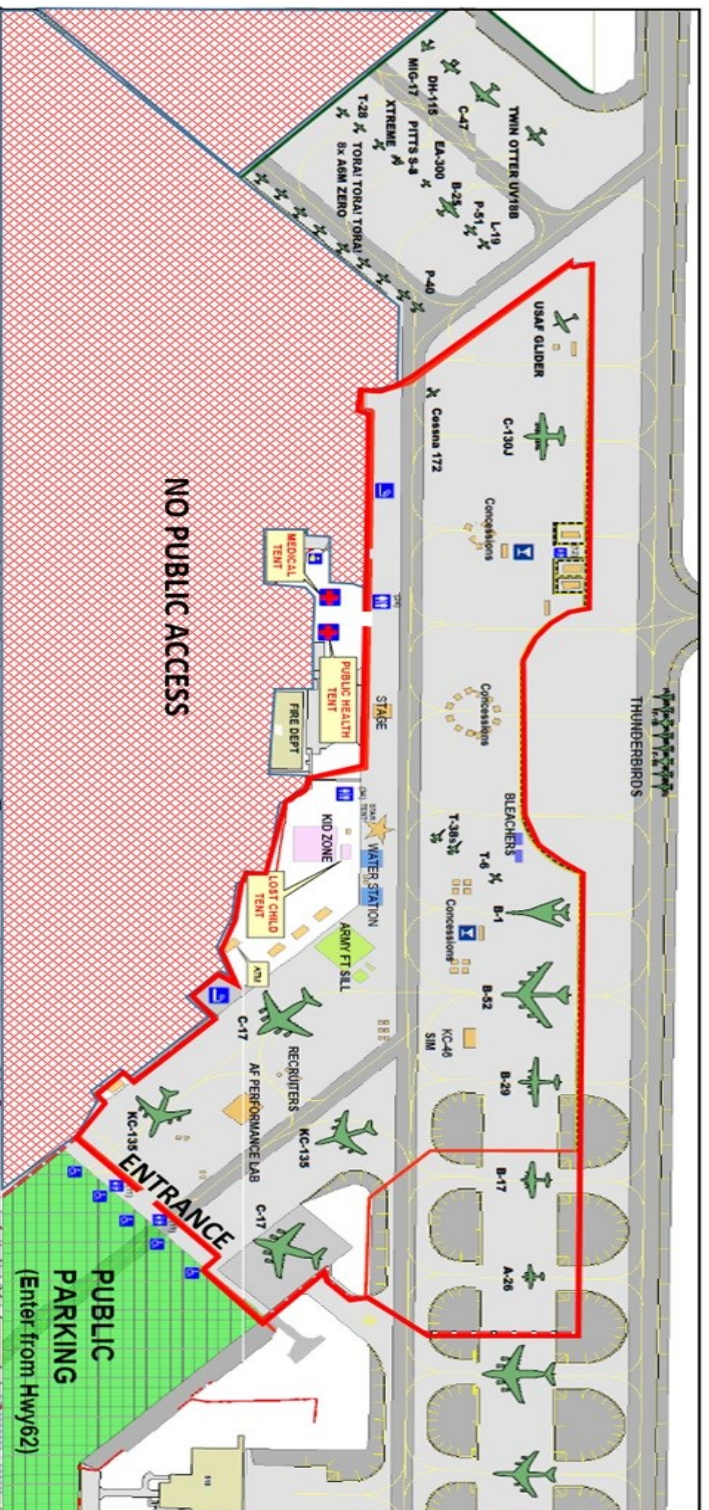 TWIN OTTER UV18B
C-47
DH-115
MIG-17
L-19
P-51
B-25
EA-300
PITTS S-8
XTREME
T-28
TORA! TORA! TORA!
8x A6M ZERO
P-40
USAF GLIDER
C-130J
Cessna 172
Concessions
NO PUBLIC ACCESS
MEDICAL
TENT
PUBLIC HEALTH
TENT
FIRE DEPT
STAGE
Concessions
THUNDERBIRDS
BLEACHERS
T-38s
T-6
B-1
Concessions
STAR
TENT
WATER STATION
KID ZONE
LOST CHILD
TENT
ATM
ARMY FT SILL
B-52
KC-46
SIM
B-29
C-17
RECRUITERS
AF PERFORMANCE LAB
KC-135
KC-135
ENTRANCE
C-17
B-17
A-26
PUBLIC
PARKING
(Enter from Hwy62)